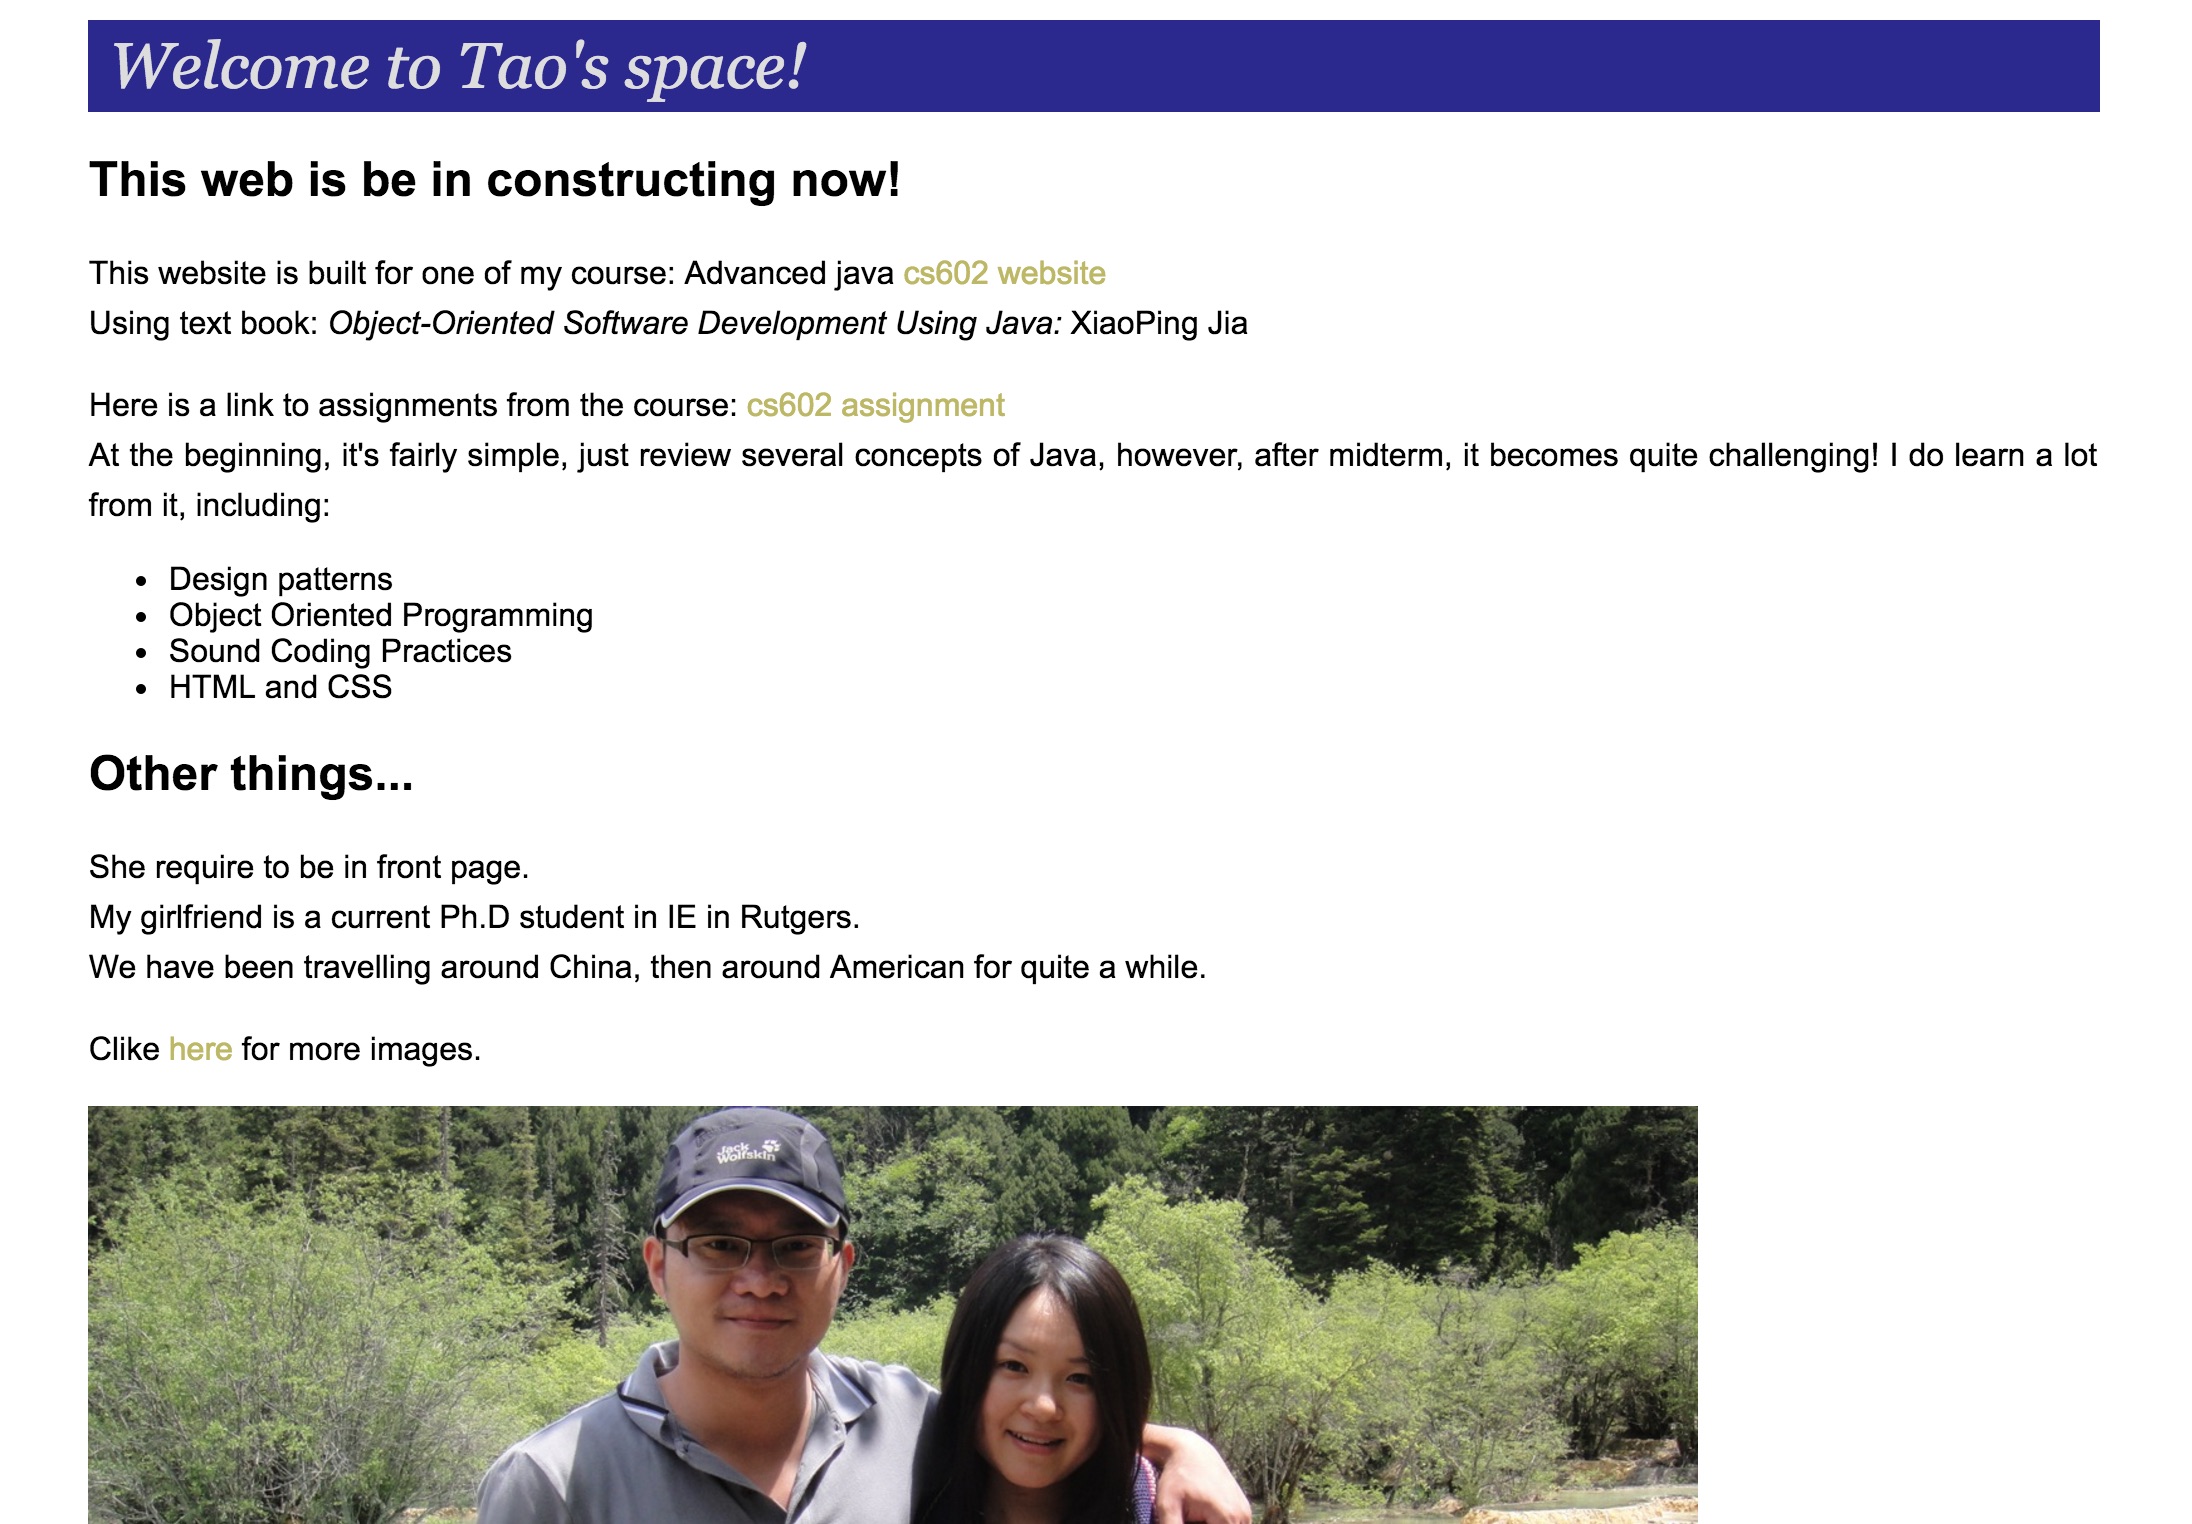 Welcome to Tao's space!
This web is be in constructing now!
This website is built for one of my course: Advanced java cs602 website
Using text book: Object-Oriented Software Development Using Java: XiaoPing Jia
Here is a link to assignments from the course: cs602 assignment
At the beginning, it's fairly simple, just review several concepts of Java, however, after midterm, it becomes quite challenging! I do learn a lot
from it, including:
• Design patterns
• Object Oriented Programming
• Sound Coding Practices
• HTML and CSS
Other things...
She require to be in front page.
My girlfriend is a current Ph.D student in IE in Rutgers.
We have been travelling around China, then around American for quite a while.
Clike here for more images.
Jack
Wolfskin